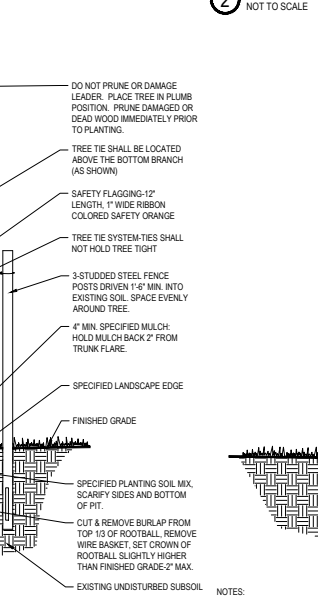 2
NOT TO SCALE
DO NOT PRUNE OR DAMAGE
LEADER. PLACE TREE IN PLUMB
POSITION. PRUNE DAMAGED OR
DEAD WOOD IMMEDIATELY PRIOR
TO PLANTING.
TREE TIE SHALL BE LOCATED
ABOVE THE BOTTOM BRANCH
(AS SHOWN)
SAFETY FLAGGING-12"
LENGTH, 1" WIDE RIBBON
COLORED SAFETY ORANGE
TREE TIE SYSTEM-TIES SHALL
NOT HOLD TREE TIGHT
3-STUDDED STEEL FENCE
POSTS DRIVEN 1'-6" MIN. INTO
EXISTING SOIL. SPACE EVENLY
AROUND TREE.
4" MIN. SPECIFIED MULCH:
HOLD MULCH BACK 2" FROM
TRUNK FLARE.
SPECIFIED LANDSCAPE EDGE
FINISHED GRADE
SPECIFIED PLANTING SOIL MIX,
SCARIFY SIDES AND BOTTOM
OF PIT.
CUT & REMOVE BURLAP FROM
TOP 1/3 OF ROOTBALL, REMOVE
WIRE BASKET, SET CROWN OF
ROOTBALL SLIGHTLY HIGHER
THAN FINISHED GRADE-2" MAX.
EXISTING UNDISTURBED SUBSOIL
NOTES: